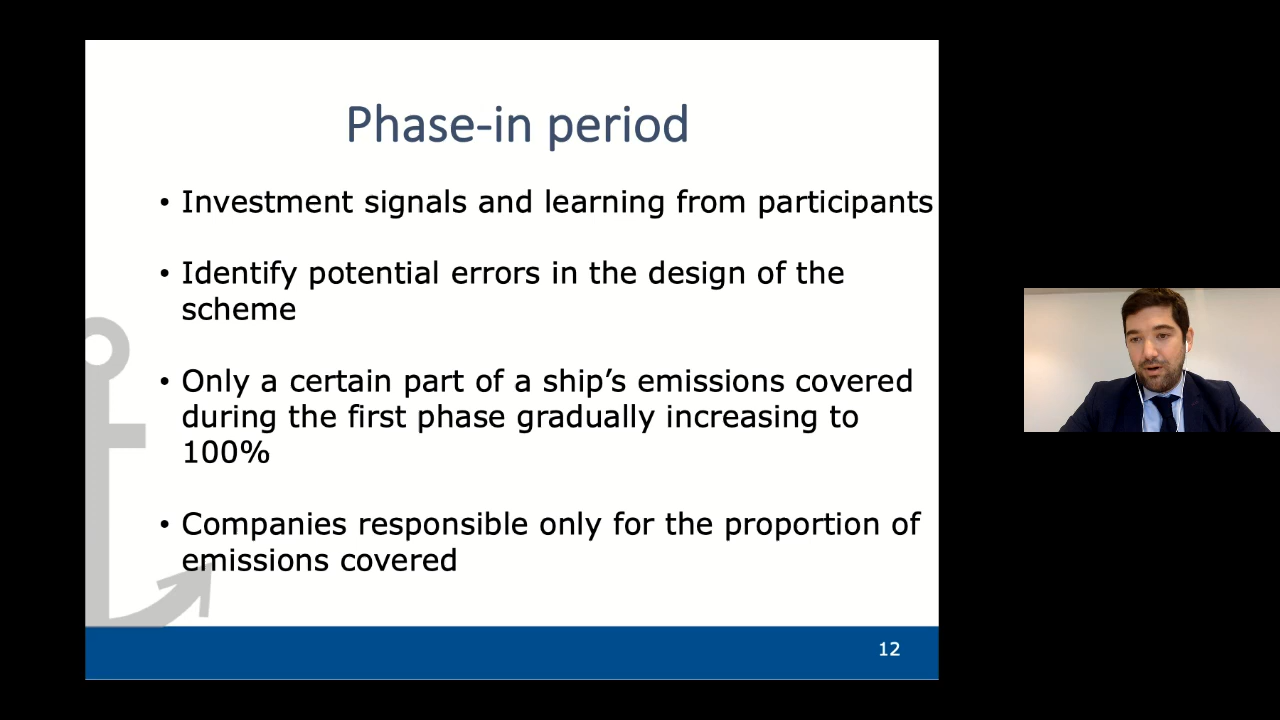 Phase-in period
• Investment signals and learning from participants
• Identify potential errors in the design of the
scheme
• Only a certain part of a ship’s emissions covered
during the first phase gradually increasing to
100%
• Companies responsible only for the proportion of
emissions covered
12